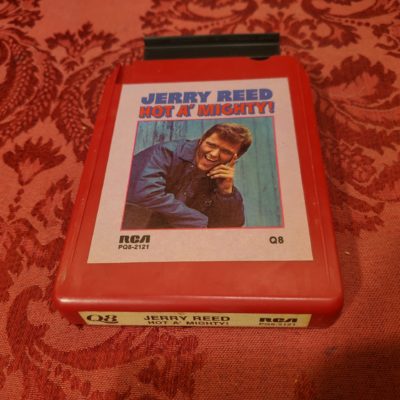 JERRY REED
HOT A' MIGHTY!
RCA
PQ8-2121
Q8
Q8
JERRY REED
HOT A' MIGHTY!
RCA
PQ8-2121